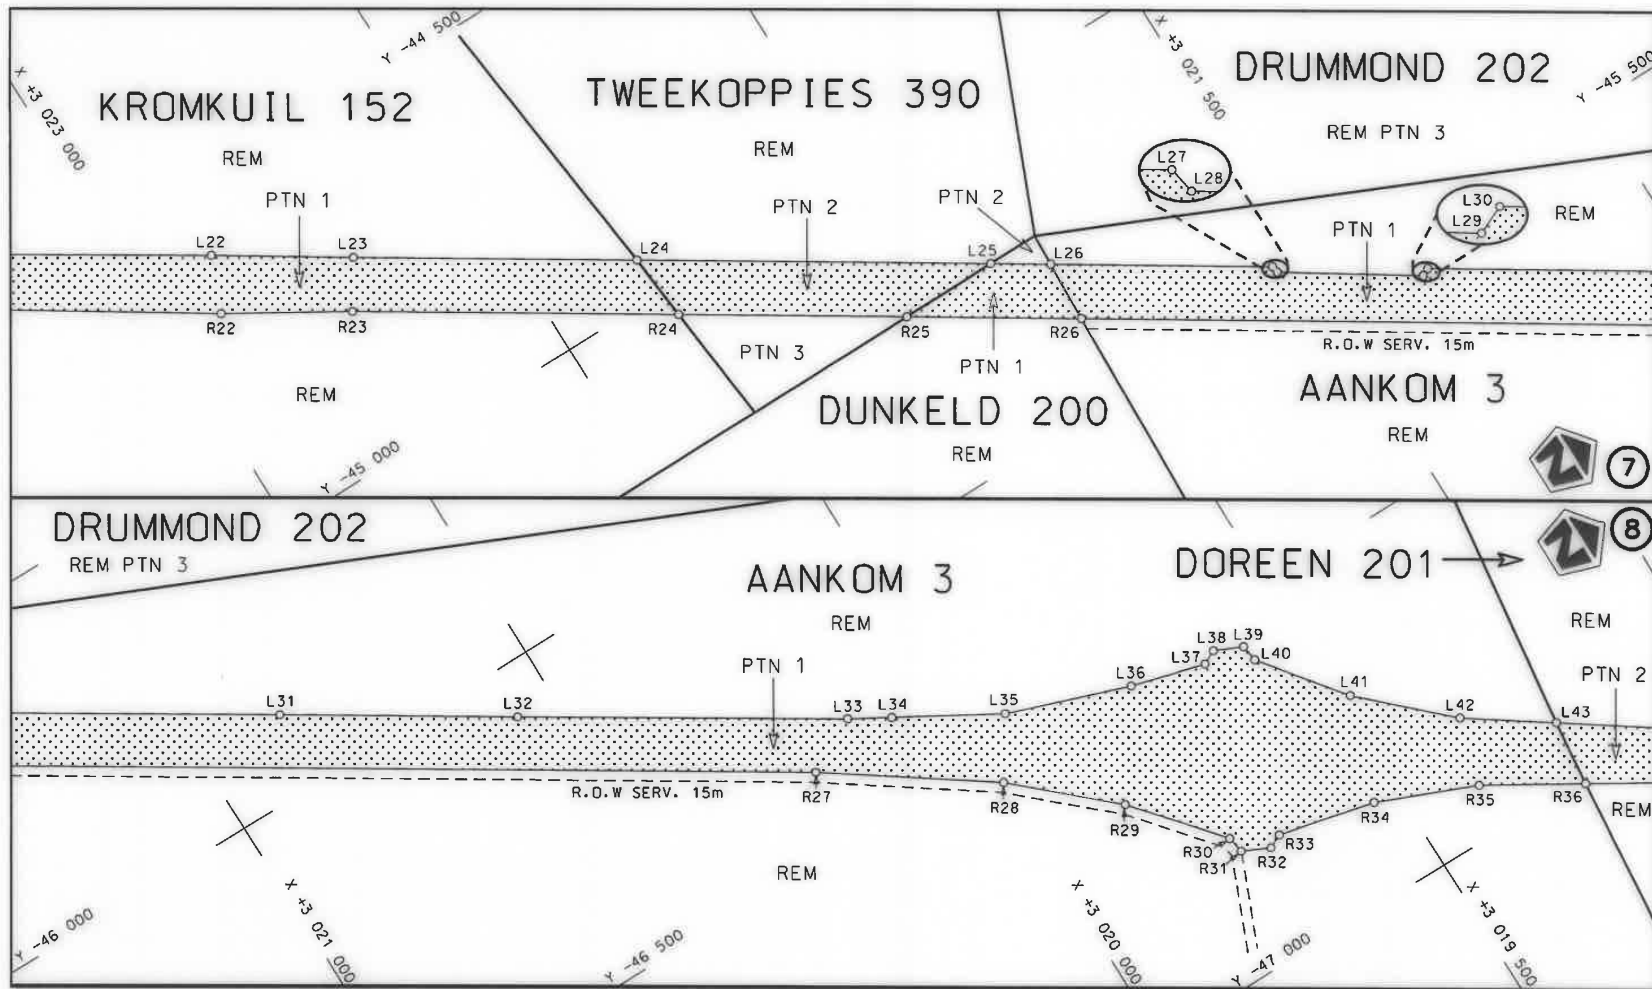 Y -44 500
X +3 021 500
Y -45 500
X +3 023 000
KROMKUIL 152
REM
TWEEKOPPIES 390
REM
DRUMMOND 202
REM PTN 3
L27
L28
L30
L29
REM
PTN 1
PTN 2
PTN 2
PTN 1
L22
L23
L24
L25
L26
R22
R23
R24
R25
R26
R.O.W SERV. 15m
PTN 3
PTN 1
REM
DUNKELD 200
REM
AANKOM 3
REM
Y -45 000
7
DRUMMOND 202
REM PTN 3
AANKOM 3
REM
DOREEN 201
8
REM
PTN 1
PTN 2
L31
L32
L33
L34
L35
L36
L37
L38
L39
L40
L41
L42
L43
R.O.W SERV. 15m
R27
R28
R29
R30
R31
R32
R33
R34
R35
R36
REM
REM
Y -46 000
X +3 021 000
Y -46 500
X +3 020 000
Y -47 000
X +3 019 500